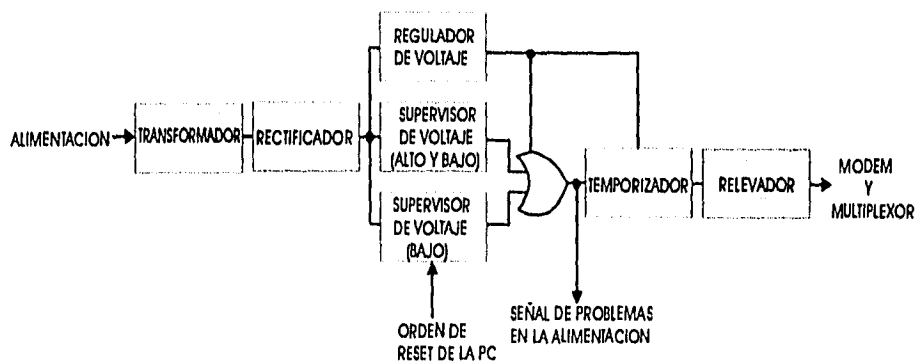 REGULADOR
DE VOLTAJE
SUPERVISOR
DE VOLTAJE
(ALTO Y BAJO)
ALIMENTACION
TRANSFORMADOR
RECTIFICADOR
SUPERVISOR
DE VOLTAJE
(BAJO)
TEMPORIZADOR
RELEVADOR
MODEM
Y
MULTIPLEXOR
ORDEN DE
RESET DE LA PC
SEÑAL DE PROBLEMAS
EN LA ALIMENTACION